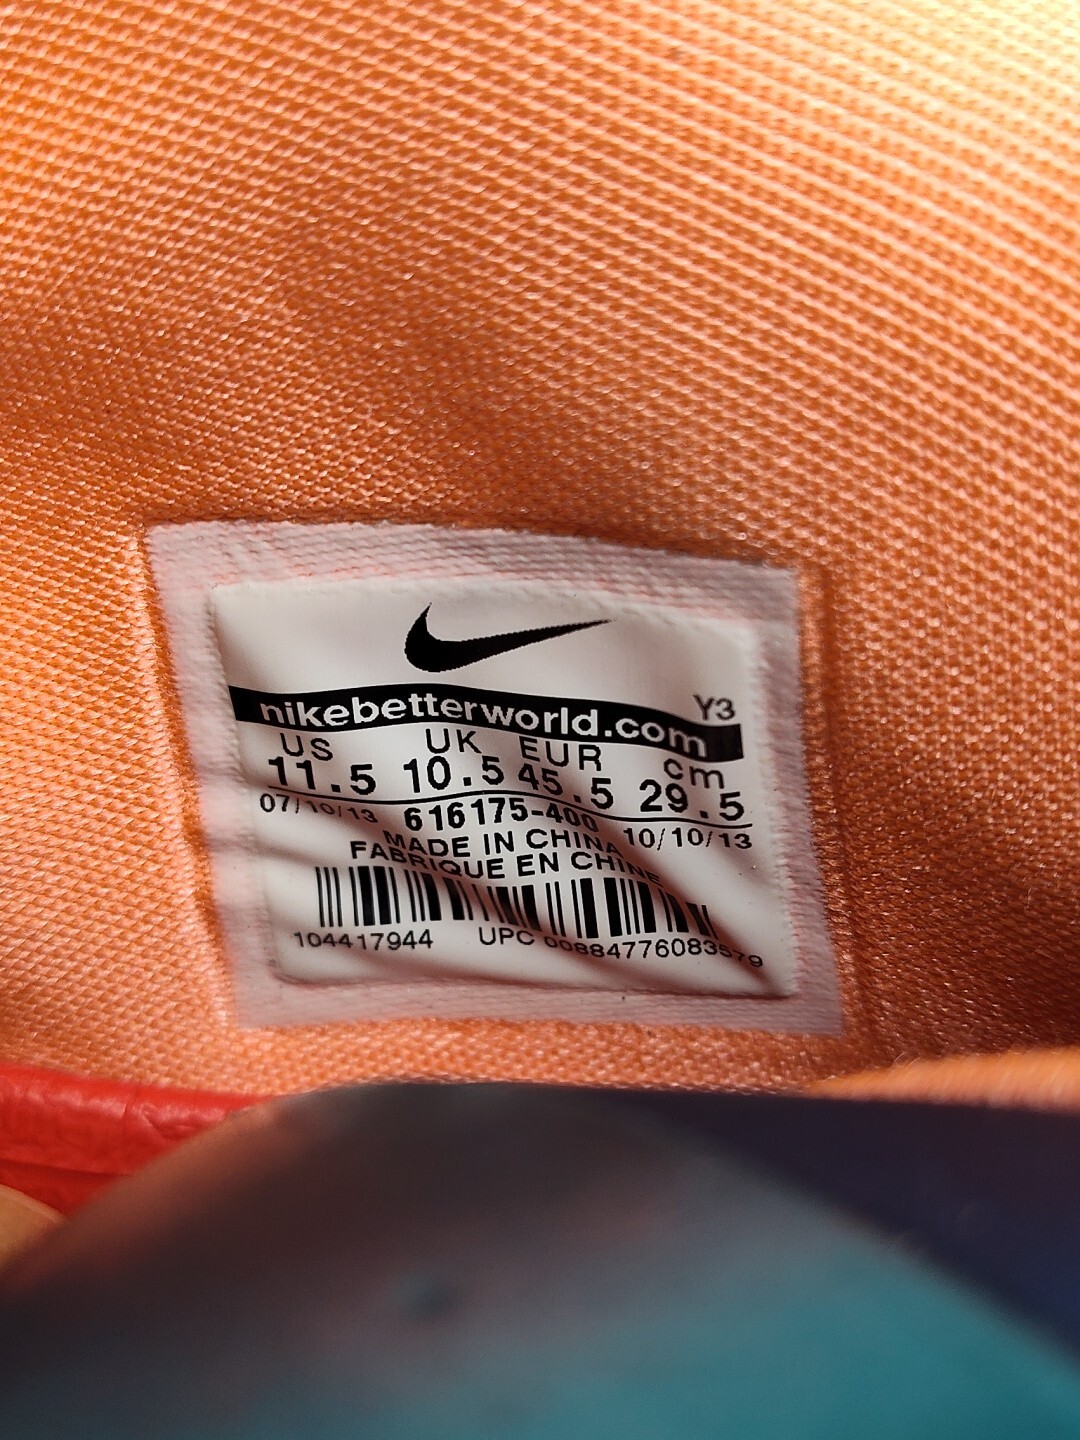 Y3
nikebetterworld.com
US UK EUR cm
11.5 10.5 45.5 29.5
07/10/13 616175-400 10/10/13
MADE IN CHINA
FABRIQUE EN CHINE
104417944 UPC 00884776083579